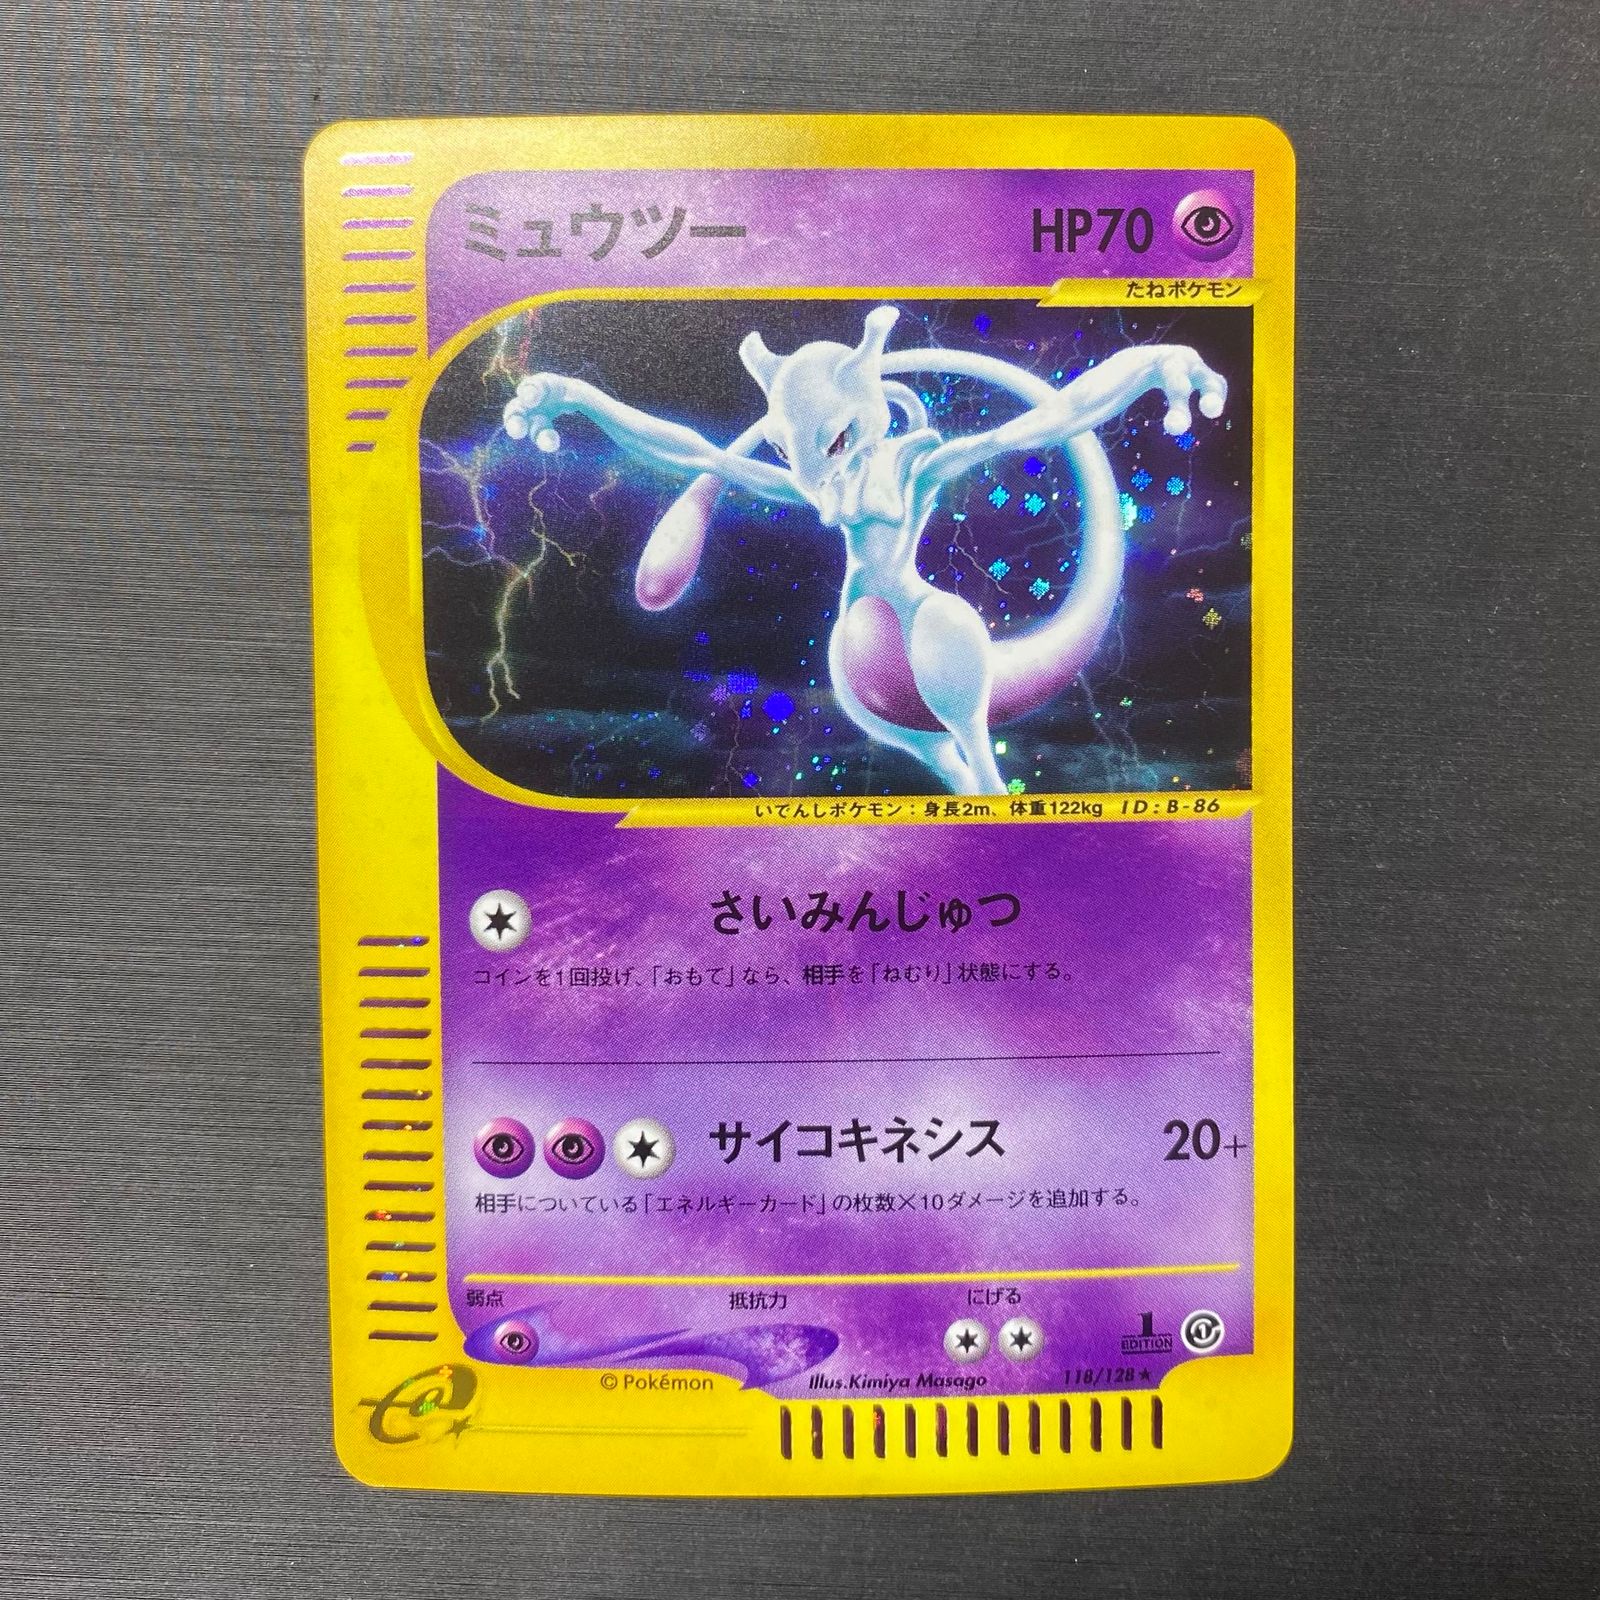 ミュウツー HP70
たねポケモン
いでんしポケモン：身長2m、体重122kg ID:B-86
さいみんじゅつ
コインを1回投げ、「おもて」なら、相手を「ねむり」状態にする。
サイコキネシス 20+
相手についている「エネルギーカード」の枚数×10ダメージを追加する。
弱点 抵抗力 にげる
1 EDITION
© Pokémon Illus.Kimiya Masago 118/128★
e